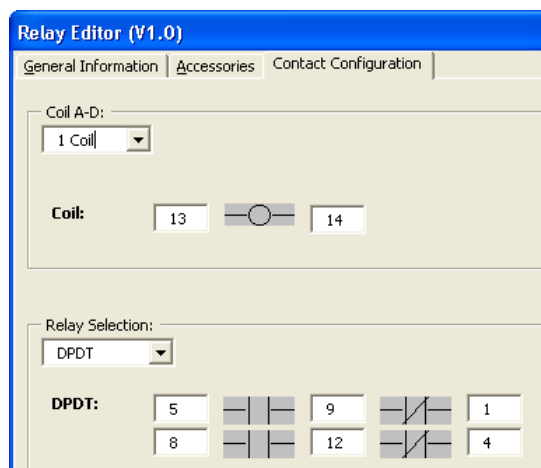 Relay Editor (V1.0)
General Information Accessories Contact Configuration
Coil A-D:
1 Coil
Coil: 13 14
Relay Selection:
DPDT
DPDT: 5 9 1
8 12 4